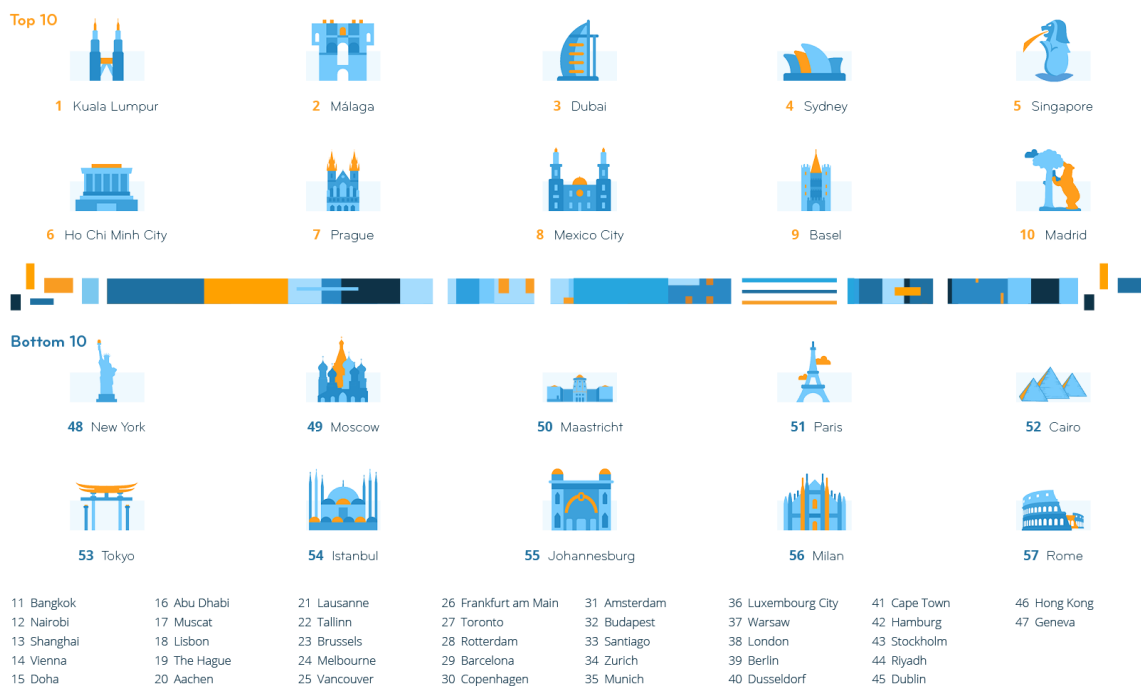 Top 10
1 Kuala Lumpur
2 Málaga
3 Dubai
4 Sydney
5 Singapore
6 Ho Chi Minh City
7 Prague
8 Mexico City
9 Basel
10 Madrid
Bottom 10
48 New York
49 Moscow
50 Maastricht
51 Paris
52 Cairo
53 Tokyo
54 Istanbul
55 Johannesburg
56 Milan
57 Rome
11 Bangkok
12 Nairobi
13 Shanghai
14 Vienna
15 Doha
16 Abu Dhabi
17 Muscat
18 Lisbon
19 The Hague
20 Aachen
21 Lausanne
22 Tallinn
23 Brussels
24 Melbourne
25 Vancouver
26 Frankfurt am Main
27 Toronto
28 Rotterdam
29 Barcelona
30 Copenhagen
31 Amsterdam
32 Budapest
33 Santiago
34 Zurich
35 Munich
36 Luxembourg City
37 Warsaw
38 London
39 Berlin
40 Dusseldorf
41 Cape Town
42 Hamburg
43 Stockholm
44 Riyadh
45 Dublin
46 Hong Kong
47 Geneva